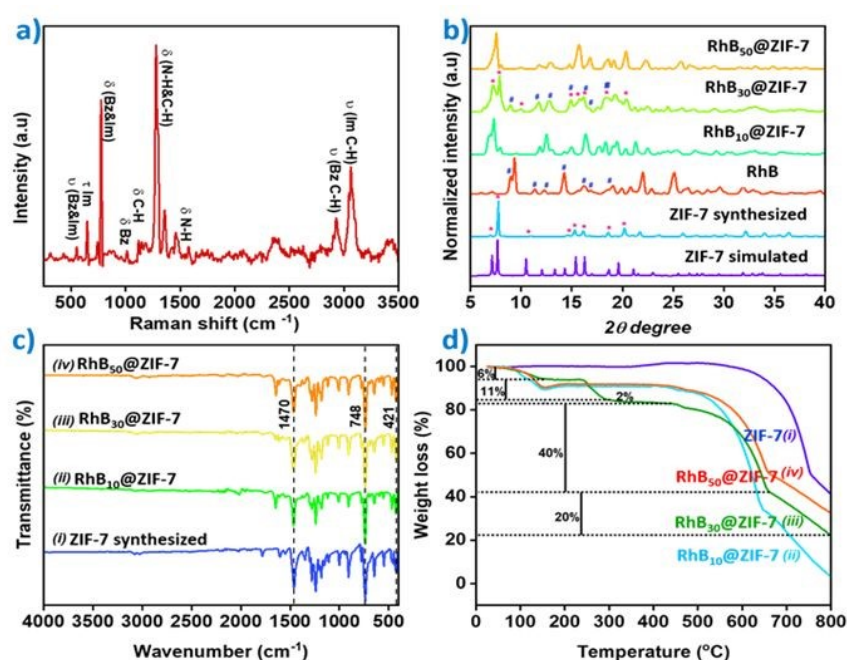 a)
Intensity (a.u)
υ (Bz&Im)
τ Im
δ (Bz&Im)
δ Bz
δ C-H
δ (N-H&C-H)
δ N-H
υ (Bz C-H)
υ (Im C-H)
500 1000 1500 2000 2500 3000 3500
Raman shift (cm⁻¹)
b)
Normalized intensity (a.u)
RhB₅₀@ZIF-7
RhB₃₀@ZIF-7
RhB₁₀@ZIF-7
RhB
ZIF-7 synthesized
ZIF-7 simulated
5 10 15 20 25 30 35 40
2θ degree
c)
Transmittance (%)
(iv) RhB₅₀@ZIF-7
1470
748
421
(iii) RhB₃₀@ZIF-7
(ii) RhB₁₀@ZIF-7
(i) ZIF-7 synthesized
4000 3500 3000 2500 2000 1500 1000 500
Wavenumber (cm⁻¹)
d)
Weight loss (%)
100
80
60
40
20
0
6%
11%
2%
40%
20%
ZIF-7(i)
RhB₅₀@ZIF-7 (iv)
RhB₃₀@ZIF-7 (iii)
RhB₁₀@ZIF-7 (ii)
0 100 200 300 400 500 600 700 800
Temperature (°C)